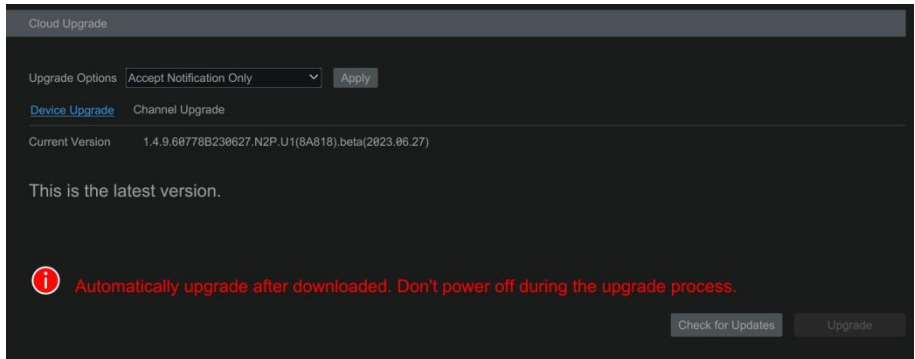 Cloud Upgrade
Upgrade Options Accept Notification Only Apply
Device Upgrade Channel Upgrade
Current Version 1.4.9.60778B230627.N2P.U1(8A818).beta(2023.06.27)
This is the latest version.
Automatically upgrade after downloaded. Don't power off during the upgrade process.
Check for Updates Upgrade